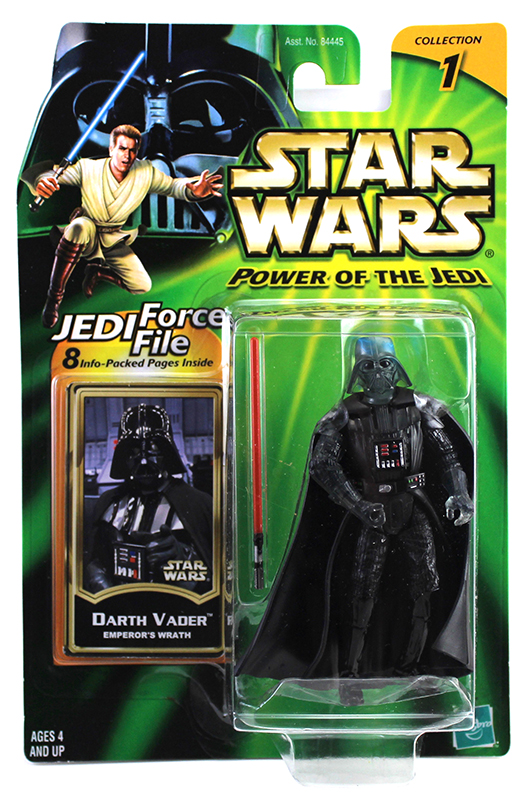 Asst. No. 84445
COLLECTION
1
STAR
WARS®
POWER OF THE JEDI
JEDI Force
File
8 Info-Packed Pages Inside
STAR
WARS
DARTH VADER™
EMPEROR'S WRATH
AGES 4
AND UP